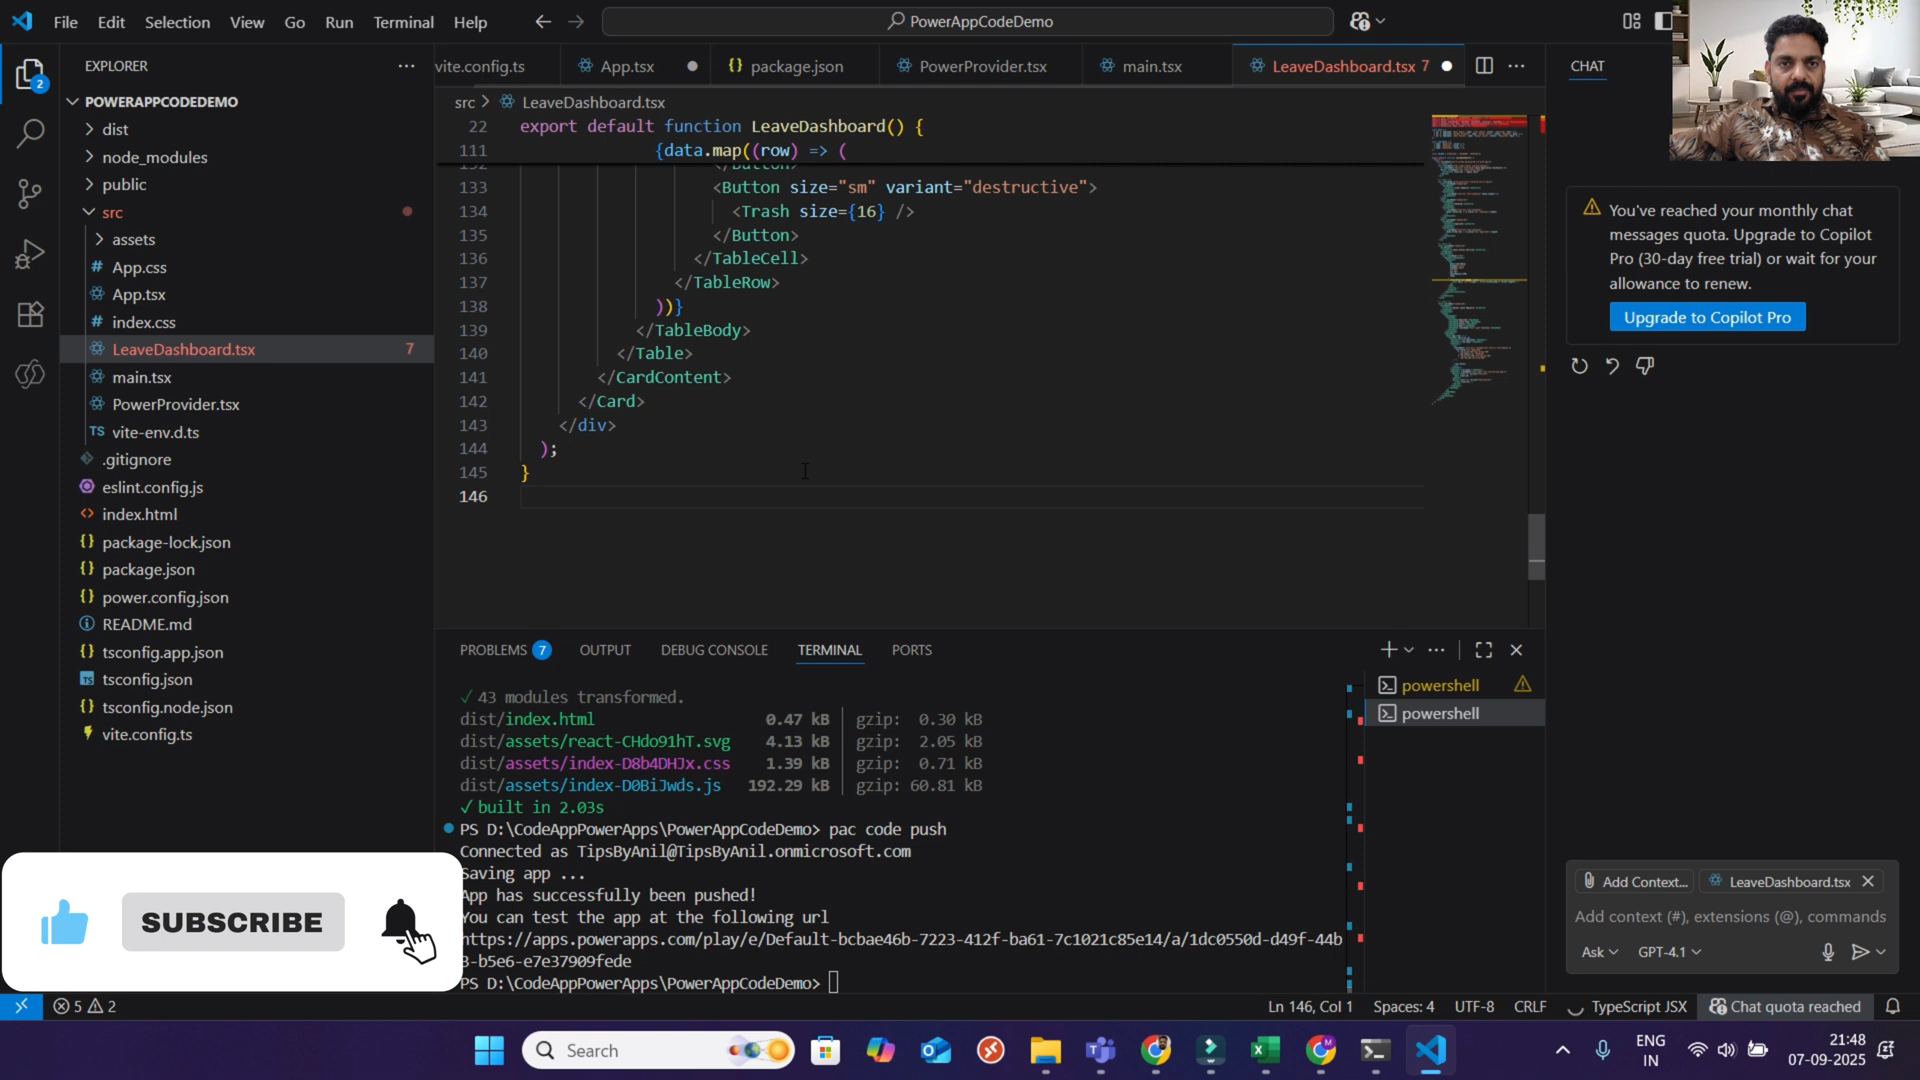 File Edit Selection View Go Run Terminal Help
PowerAppCodeDemo
EXPLORER
POWERAPPCODEDEMO
dist
node_modules
public
src
assets
# App.css
App.tsx
# index.css
LeaveDashboard.tsx 7
main.tsx
PowerProvider.tsx
TS vite-env.d.ts
.gitignore
eslint.config.js
<> index.html
{} package-lock.json
{} package.json
{} power.config.json
README.md
{} tsconfig.app.json
TS tsconfig.json
{} tsconfig.node.json
vite.config.ts
2
vite.config.ts App.tsx {} package.json PowerProvider.tsx main.tsx LeaveDashboard.tsx 7
src > LeaveDashboard.tsx
22 export default function LeaveDashboard() {
111 {data.map((row) => (
132 </Button>
133 <Button size="sm" variant="destructive">
134 <Trash size={16} />
135 </Button>
136 </TableCell>
137 </TableRow>
138 ))}
139 </TableBody>
140 </Table>
141 </CardContent>
142 </Card>
143 </div>
144 );
145 }
146
PROBLEMS 7 OUTPUT DEBUG CONSOLE TERMINAL PORTS
✓ 43 modules transformed.
dist/index.html 0.47 kB │ gzip: 0.30 kB
dist/assets/react-CHdo91hT.svg 4.13 kB │ gzip: 2.05 kB
dist/assets/index-D8b4DHJx.css 1.39 kB │ gzip: 0.71 kB
dist/assets/index-D0BiJwds.js 192.29 kB │ gzip: 60.81 kB
✓ built in 2.03s
PS D:\CodeAppPowerApps\PowerAppCodeDemo> pac code push
Connected as TipsByAnil@TipsByAnil.onmicrosoft.com
Saving app ...
App has successfully been pushed!
You can test the app at the following url
https://apps.powerapps.com/play/e/Default-bcbae46b-7223-412f-ba61-7c1021c85e14/a/1dc0550d-d49f-44b
3-b5e6-e7e37909fede
PS D:\CodeAppPowerApps\PowerAppCodeDemo>
powershell
powershell
CHAT
You've reached your monthly chat
messages quota. Upgrade to Copilot
Pro (30-day free trial) or wait for your
allowance to renew.
Upgrade to Copilot Pro
Add Context... LeaveDashboard.tsx
Add context (#), extensions (@), commands
Ask GPT-4.1
SUBSCRIBE
5 2
Ln 146, Col 1 Spaces: 4 UTF-8 CRLF TypeScript JSX Chat quota reached
Search
ENG
IN
21:48
07-09-2025